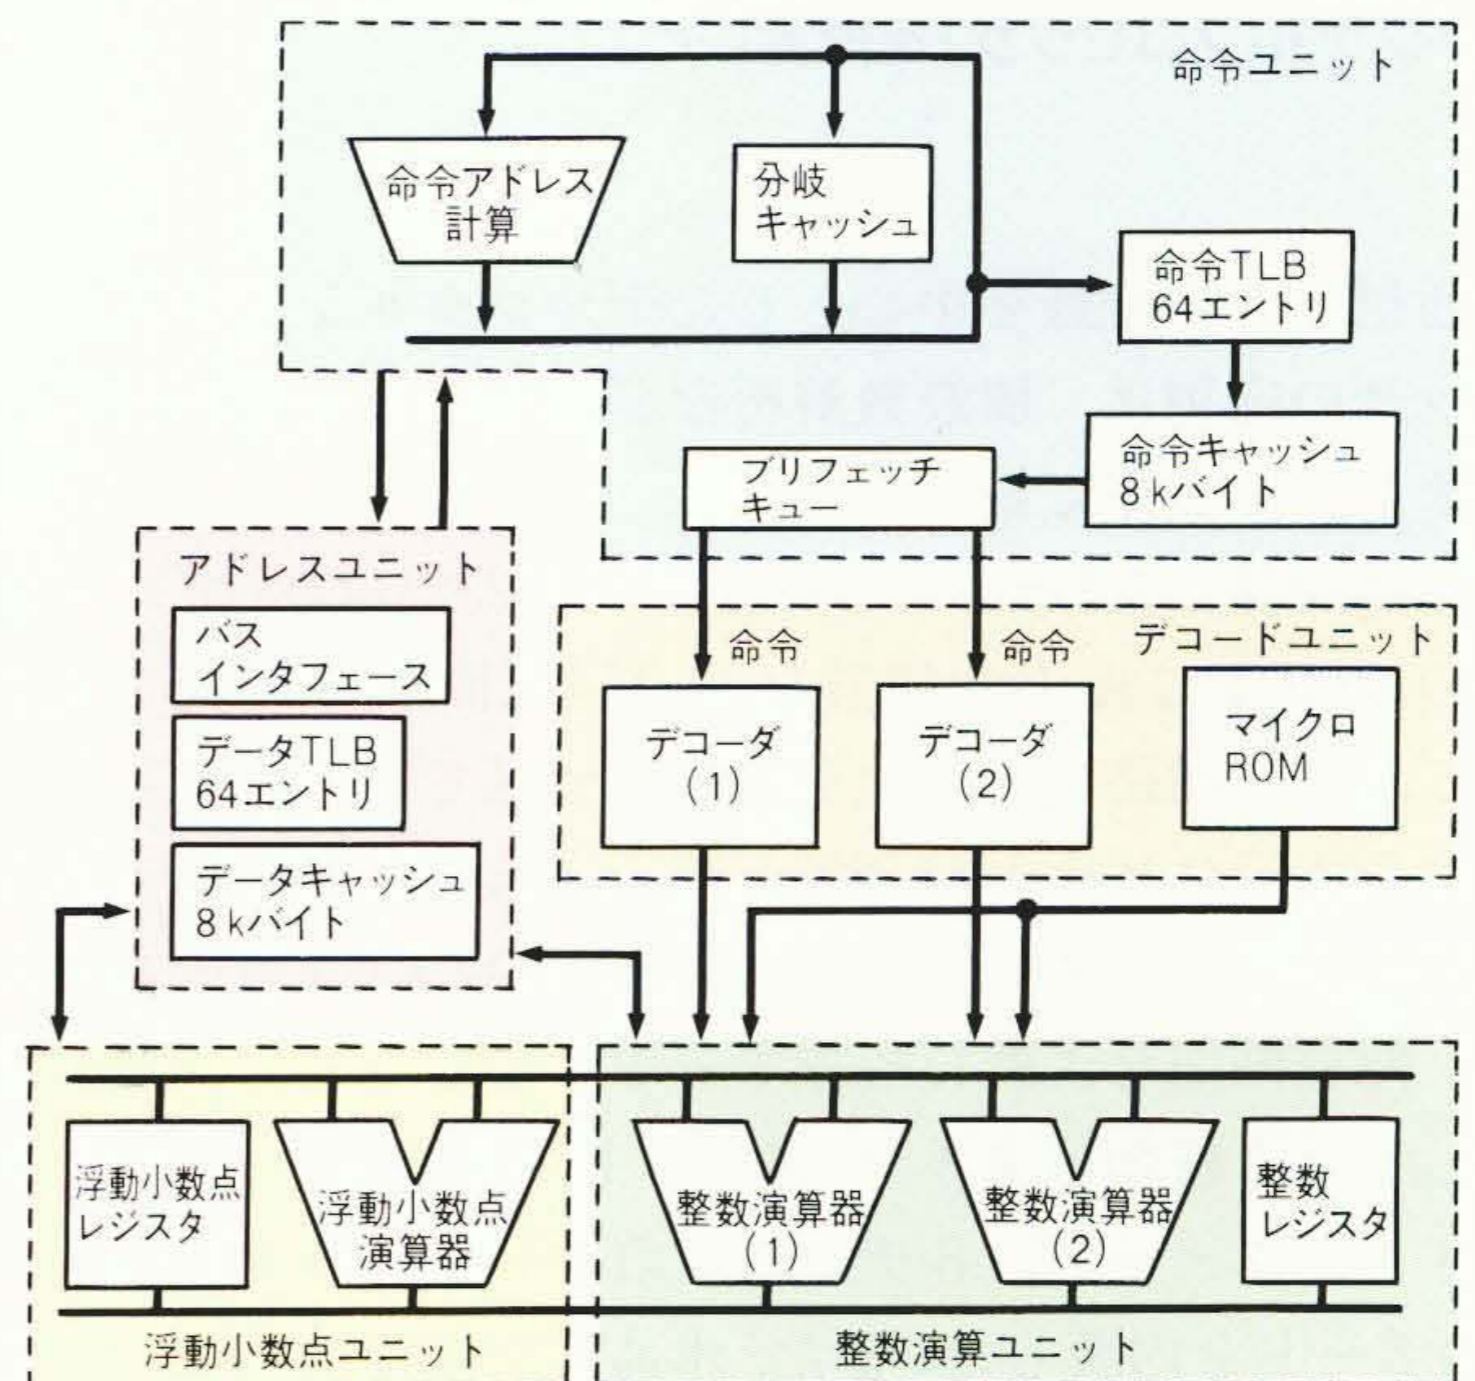 命令ユニット
命令アドレス
計算
分岐
キャッシュ
命令TLB
64エントリ
命令キャッシュ
8kバイト
プリフェッチ
キュー
アドレスユニット
バス
インタフェース
データTLB
64エントリ
データキャッシュ
8kバイト
命令
命令
デコードユニット
デコーダ
(1)
デコーダ
(2)
マイクロ
ROM
浮動小数点
レジスタ
浮動小数点
演算器
整数演算器
(1)
整数演算器
(2)
整数
レジスタ
浮動小数点ユニット
整数演算ユニット